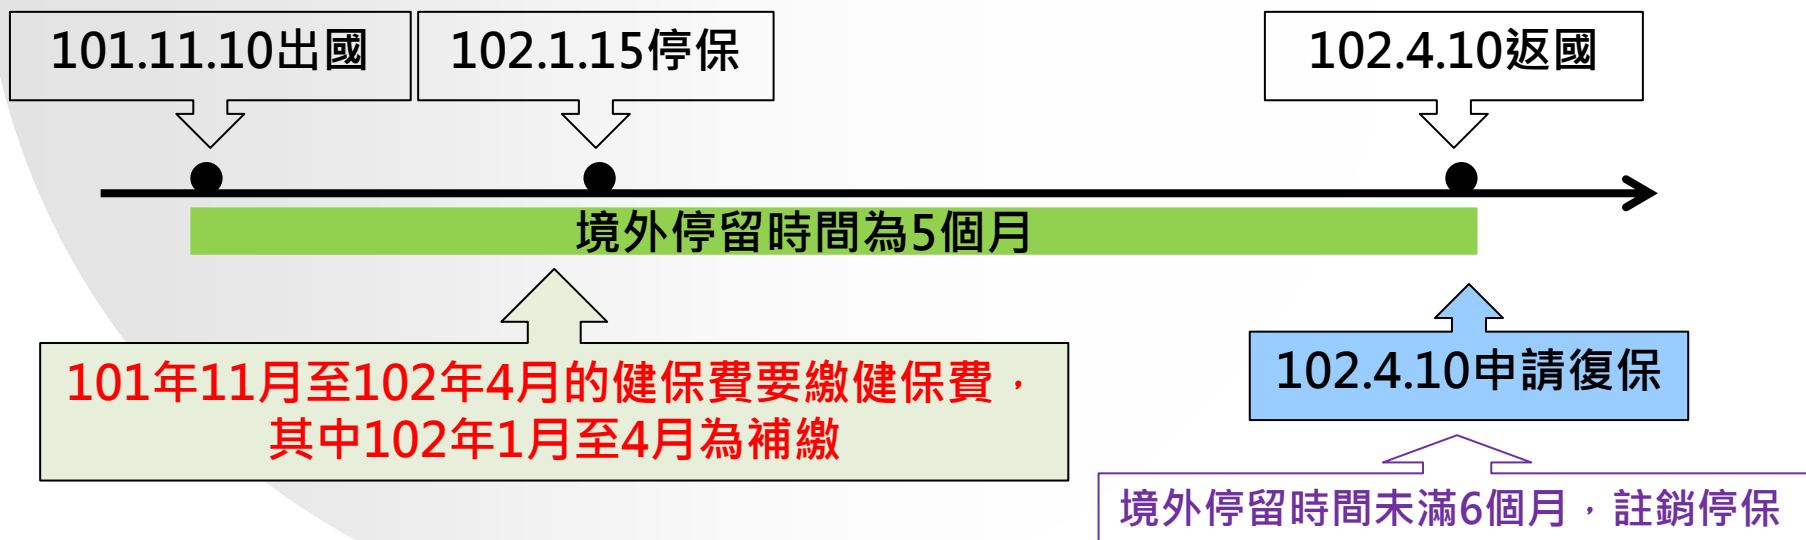 101.11.10出國
102.1.15停保
102.4.10返國
境外停留時間為5個月
101年11月至102年4月的健保費要繳健保費，
其中102年1月至4月為補繳
102.4.10申請復保
境外停留時間未滿6個月，註銷停保